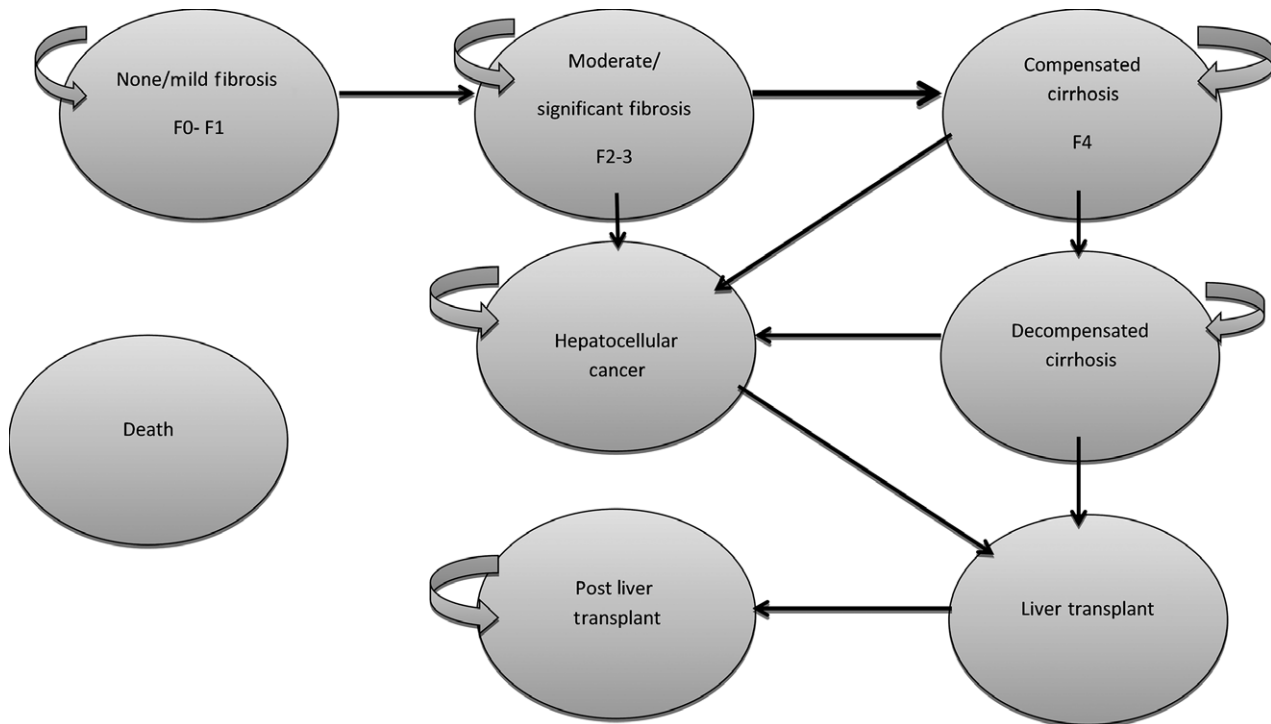 None/mild fibrosis
F0- F1
Moderate/
significant fibrosis
F2-3
Compensated
cirrhosis
F4
Hepatocellular
cancer
Decompensated
cirrhosis
Death
Post liver
transplant
Liver transplant